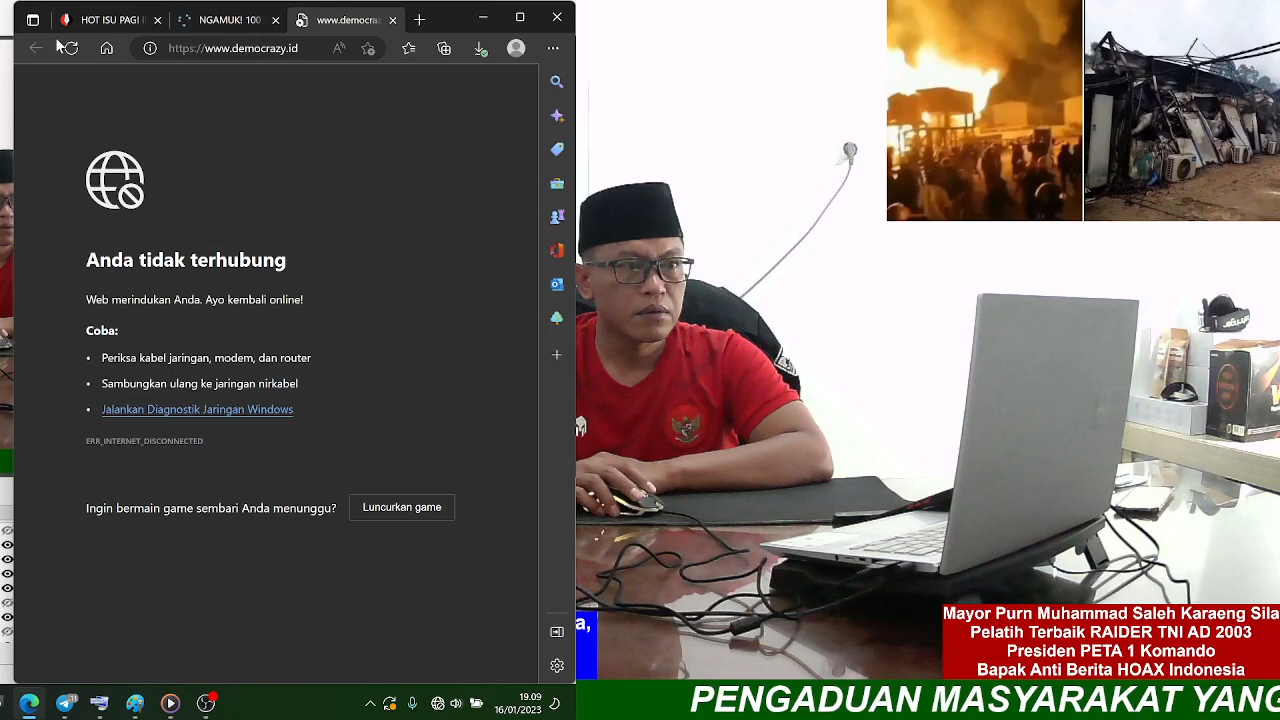 HOT ISU PAGI
NGAMUK! 100
www.democraz
https://www.democrazy.id
Anda tidak terhubung
Web merindukan Anda. Ayo kembali online!
Coba:
• Periksa kabel jaringan, modem, dan router
• Sambungkan ulang ke jaringan nirkabel
• Jalankan Diagnostik Jaringan Windows
ERR_INTERNET_DISCONNECTED
Ingin bermain game sembari Anda menunggu?
Luncurkan game
a,
Mayor Purn Muhammad Saleh Karaeng Sila
Pelatih Terbaik RAIDER TNI AD 2003
Presiden PETA 1 Komando
Bapak Anti Berita HOAX Indonesia
PENGADUAN MASYARAKAT YANG
19.09
16/01/2023